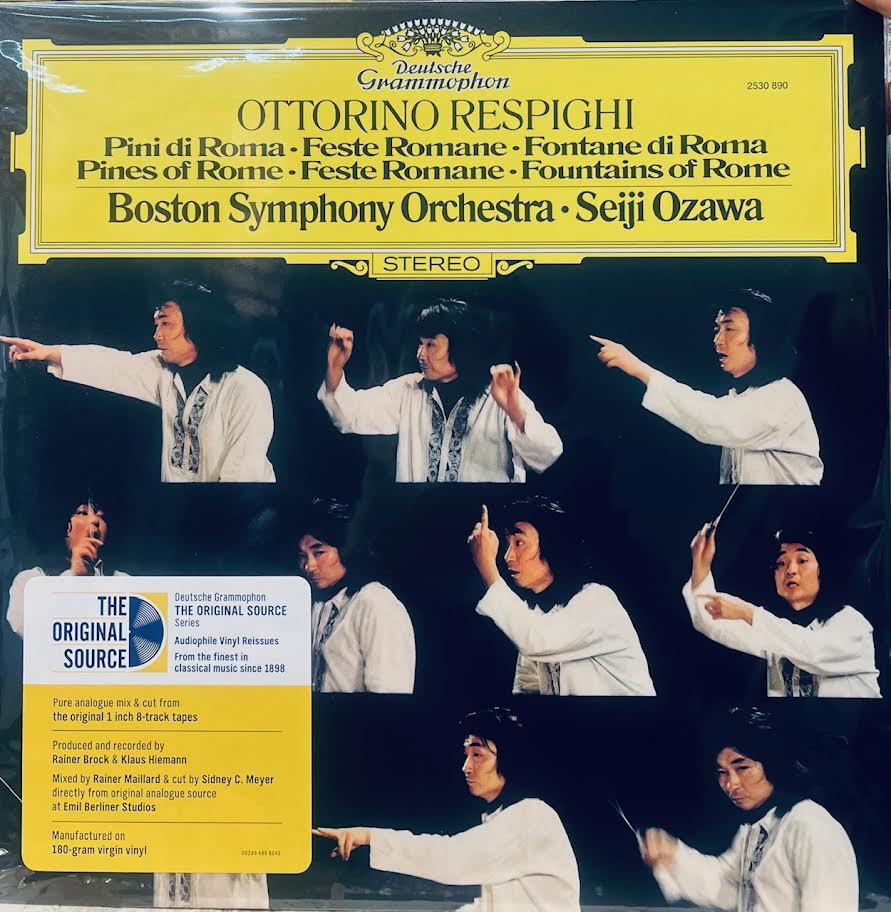 Deutsche
Grammophon
2530 890
OTTORINO RESPIGHI
Pini di Roma • Feste Romane • Fontane di Roma
Pines of Rome • Feste Romane • Fountains of Rome
Boston Symphony Orchestra • Seiji Ozawa
STEREO
THE
ORIGINAL
SOURCE
Deutsche Grammophon
THE ORIGINAL SOURCE
Series
Audiophile Vinyl Reissues
From the finest in
classical music since 1898
Pure analogue mix & cut from
the original 1 inch 8-track tapes
Produced and recorded by
Rainer Brock & Klaus Hiemann
Mixed by Rainer Maillard & cut by Sidney C. Meyer
directly from original analogue source
at Emil Berliner Studios
Manufactured on
180-gram virgin vinyl